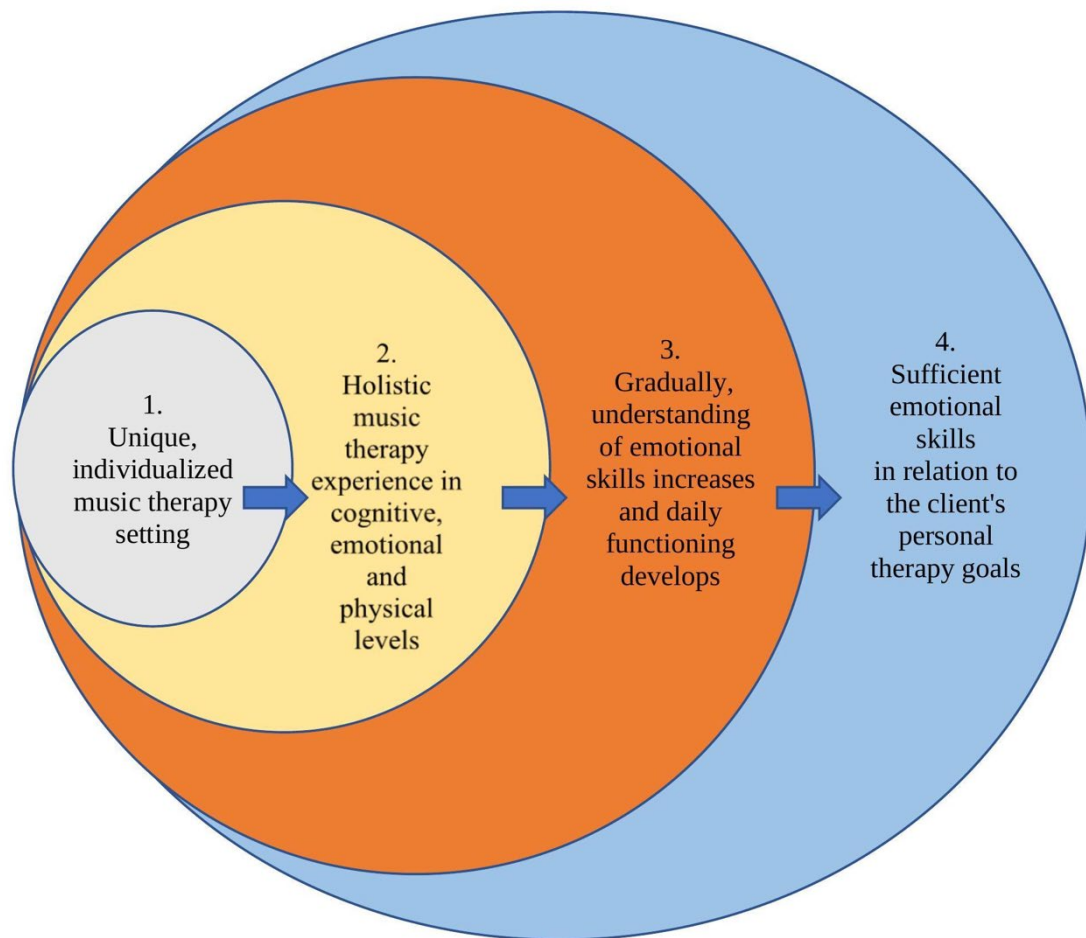 1.
Unique,
individualized
music therapy
setting
2.
Holistic
music
therapy
experience in
cognitive,
emotional
and
physical
levels
3.
Gradually,
understanding
of emotional
skills increases
and daily
functioning
develops
4.
Sufficient
emotional
skills
in relation to
the client's
personal
therapy goals